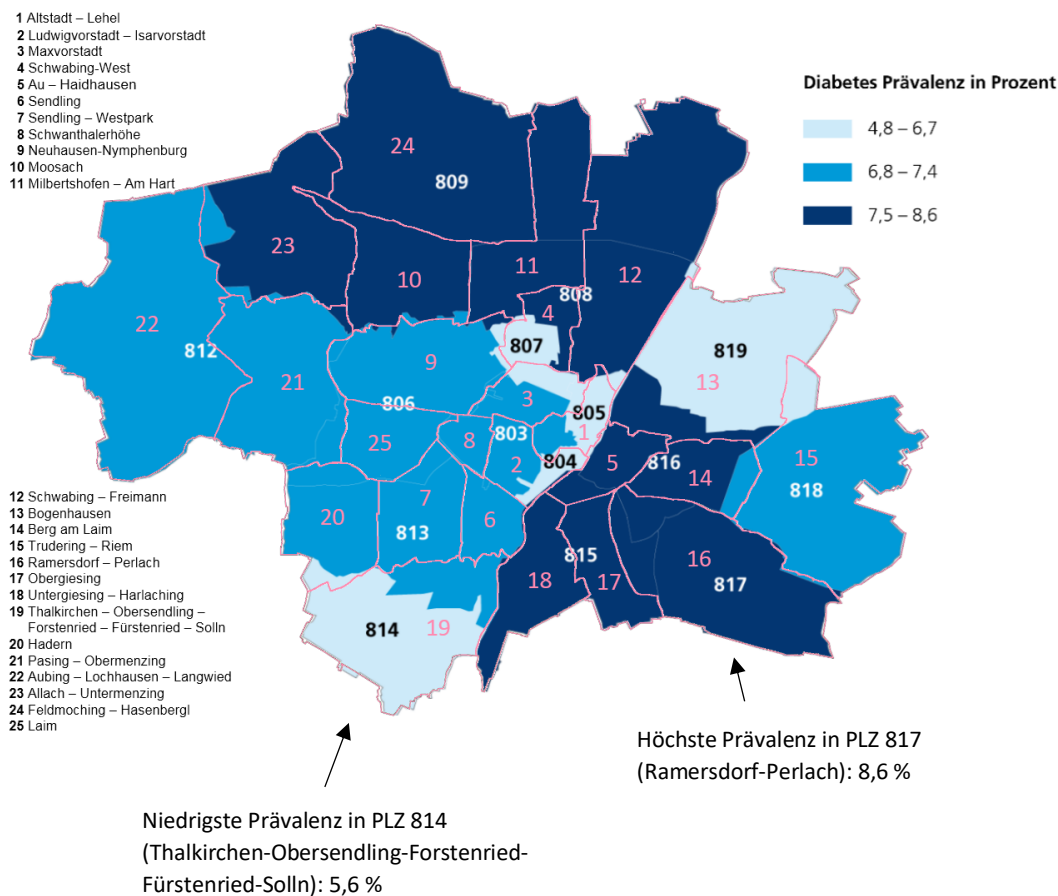 1 Altstadt – Lehel
2 Ludwigvorstadt – Isarvorstadt
3 Maxvorstadt
4 Schwabing-West
5 Au – Haidhausen
6 Sendling
7 Sendling – Westpark
8 Schwanthalerhöhe
9 Neuhausen-Nymphenburg
10 Moosach
11 Milbertshofen – Am Hart
Diabetes Prävalenz in Prozent
4,8 – 6,7
6,8 – 7,4
7,5 – 8,6
24
809
23
10
11
12
808
4
22
812
807
819
9
13
21
3
806
805
803
1
25
8
2
804
5
816
14
15
818
7
20
6
813
815
16
18
17
817
814
19
12 Schwabing – Freimann
13 Bogenhausen
14 Berg am Laim
15 Trudering – Riem
16 Ramersdorf – Perlach
17 Obergiesing
18 Untergiesing – Harlaching
19 Thalkirchen – Obersendling –
Forstenried – Fürstenried – Solln
20 Hadern
21 Pasing – Obermenzing
22 Aubing – Lochhausen – Langwied
23 Allach – Untermenzing
24 Feldmoching – Hasenbergl
25 Laim
Höchste Prävalenz in PLZ 817
(Ramersdorf-Perlach): 8,6 %
Niedrigste Prävalenz in PLZ 814
(Thalkirchen-Obersendling-Forstenried-
Fürstenried-Solln): 5,6 %